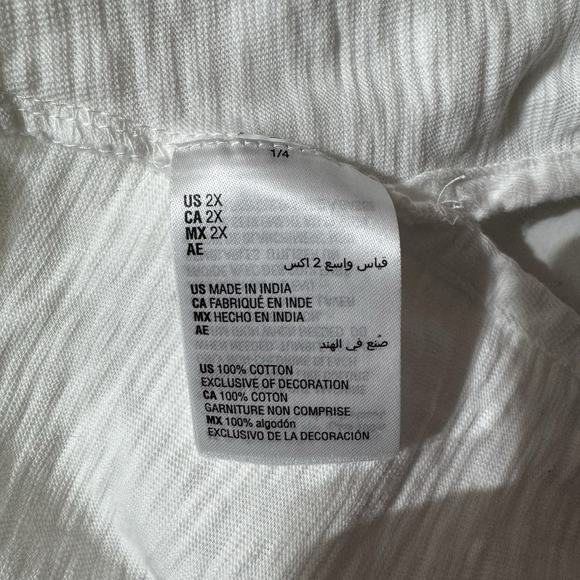 1/4
US 2X
CA 2X
MX 2X
AE
قياس واسع 2 اكس
US MADE IN INDIA
CA FABRIQUÉ EN INDE
MX HECHO EN INDIA
AE
صّنع في الهند
US 100% COTTON
EXCLUSIVE OF DECORATION
CA 100% COTON
GARNITURE NON COMPRISE
MX 100% algodón
EXCLUSIVO DE LA DECORACIÓN